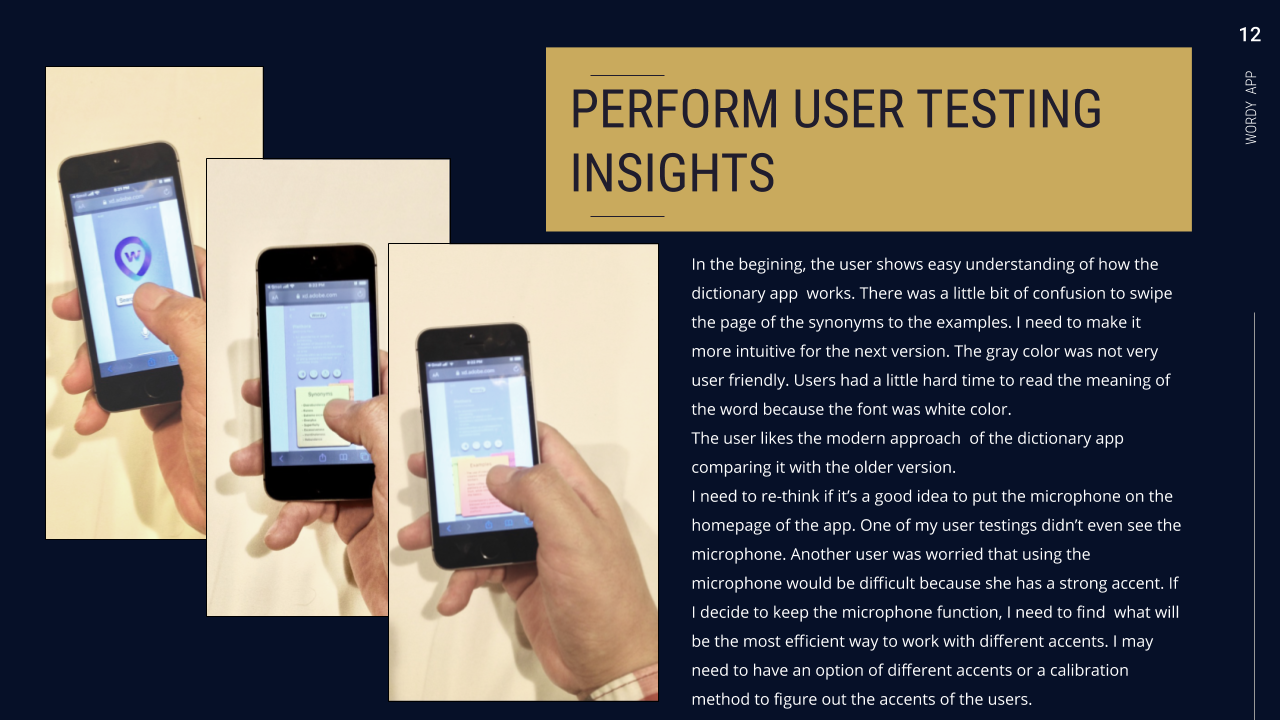 12
WORDY APP
PERFORM USER TESTING
INSIGHTS
In the begining, the user shows easy understanding of how the
dictionary app  works. There was a little bit of confusion to swipe
the page of the synonyms to the examples. I need to make it
more intuitive for the next version. The gray color was not very
user friendly. Users had a little hard time to read the meaning of
the word because the font was white color.
The user likes the modern approach  of the dictionary app
comparing it with the older version.
I need to re-think if it’s a good idea to put the microphone on the
homepage of the app. One of my user testings didn’t even see the
microphone. Another user was worried that using the
microphone would be difficult because she has a strong accent. If
I decide to keep the microphone function, I need to find  what will
be the most efficient way to work with different accents. I may
need to have an option of different accents or a calibration
method to figure out the accents of the users.
W
xd.adobe.com
xd.adobe.com
Synonyms
xd.adobe.com